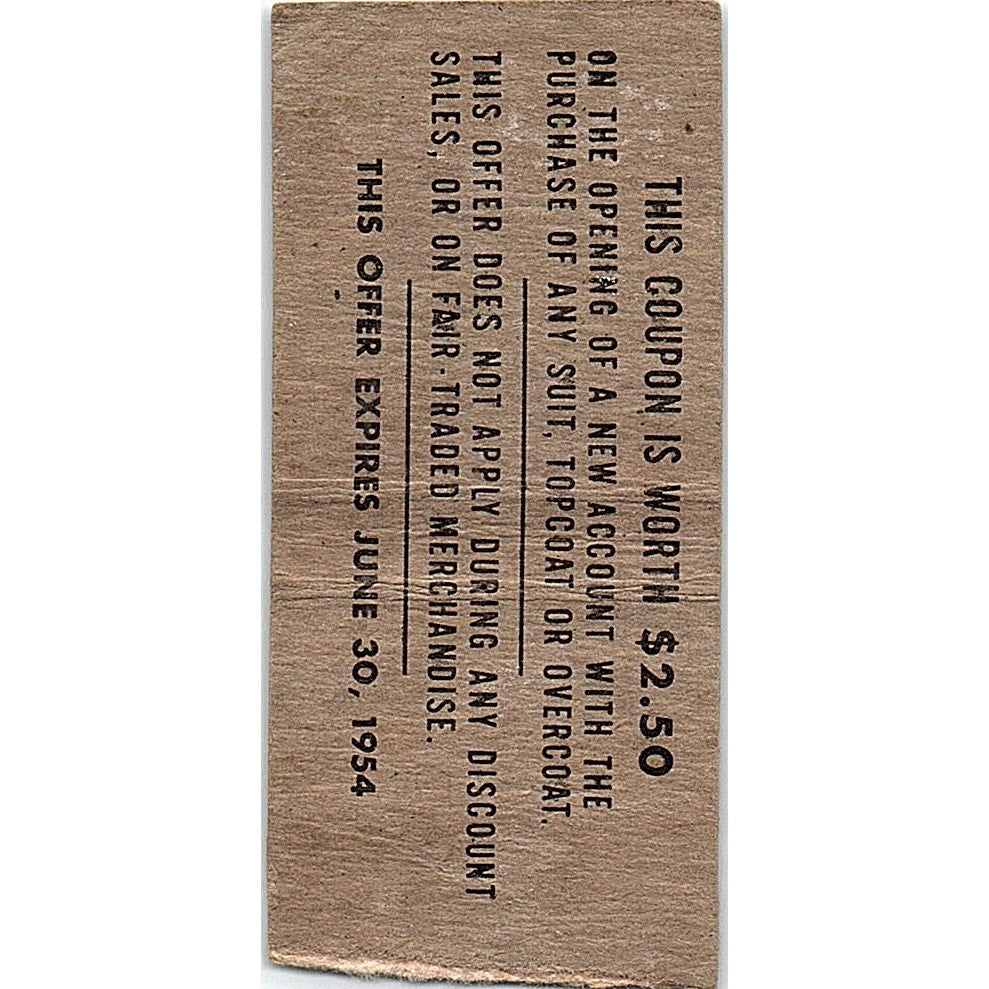 THIS COUPON IS WORTH $2.50
ON THE OPENING OF A NEW ACCOUNT WITH THE
PURCHASE OF ANY SUIT, TOPCOAT OR OVERCOAT.
THIS OFFER DOES NOT APPLY DURING ANY DISCOUNT
SALES, OR ON FAIR-TRADED MERCHANDISE.
THIS OFFER EXPIRES JUNE 30, 1954